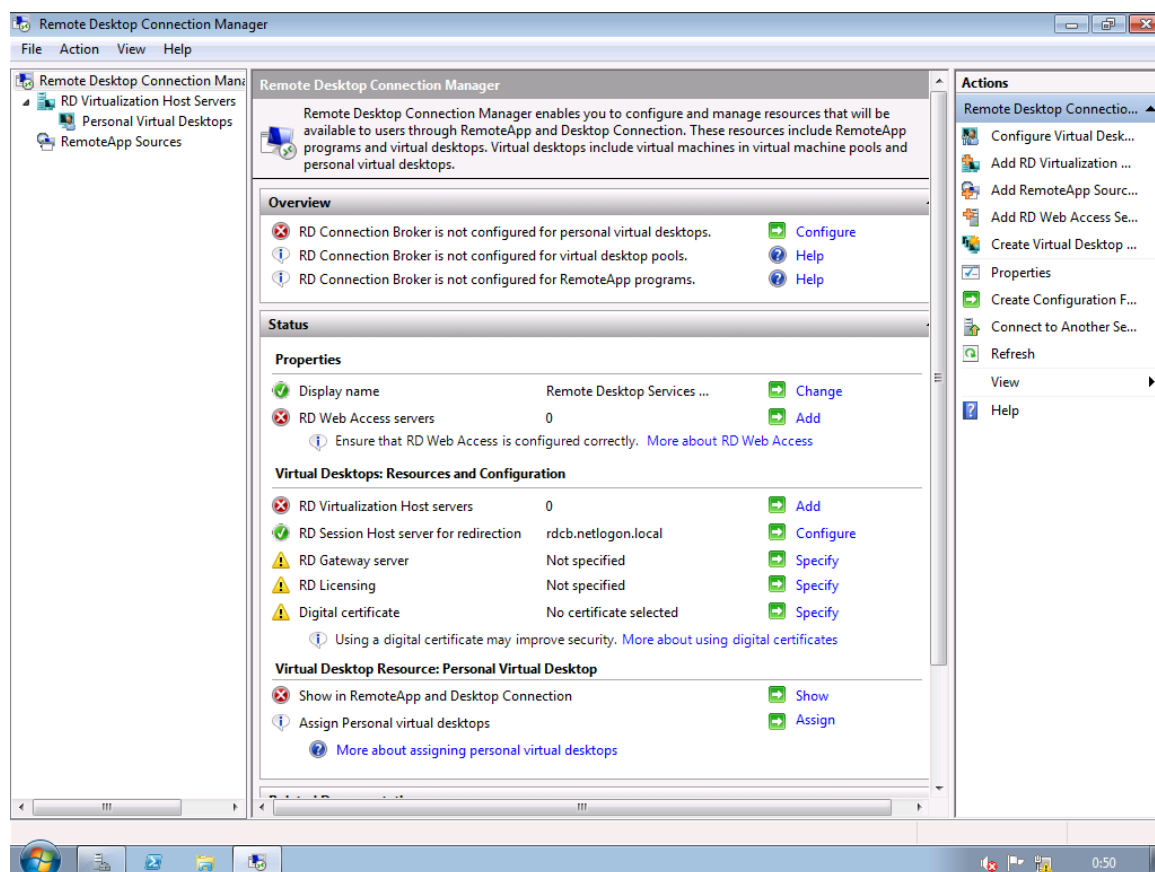 Remote Desktop Connection Manager
File Action View Help
Remote Desktop Connection Mana
RD Virtualization Host Servers
Personal Virtual Desktops
RemoteApp Sources
Remote Desktop Connection Manager
Remote Desktop Connection Manager enables you to configure and manage resources that will be
available to users through RemoteApp and Desktop Connection. These resources include RemoteApp
programs and virtual desktops. Virtual desktops include virtual machines in virtual machine pools and
personal virtual desktops.
Overview
RD Connection Broker is not configured for personal virtual desktops. Configure
RD Connection Broker is not configured for virtual desktop pools. Help
RD Connection Broker is not configured for RemoteApp programs. Help
Status
Properties
Display name Remote Desktop Services ... Change
RD Web Access servers 0 Add
Ensure that RD Web Access is configured correctly. More about RD Web Access
Virtual Desktops: Resources and Configuration
RD Virtualization Host servers 0 Add
RD Session Host server for redirection rdcb.netlogon.local Configure
RD Gateway server Not specified Specify
RD Licensing Not specified Specify
Digital certificate No certificate selected Specify
Using a digital certificate may improve security. More about using digital certificates
Virtual Desktop Resource: Personal Virtual Desktop
Show in RemoteApp and Desktop Connection Show
Assign Personal virtual desktops Assign
More about assigning personal virtual desktops
Actions
Remote Desktop Connectio...
Configure Virtual Desk...
Add RD Virtualization ...
Add RemoteApp Sourc...
Add RD Web Access Se...
Create Virtual Desktop ...
Properties
Create Configuration F...
Connect to Another Se...
Refresh
View
Help
0:50